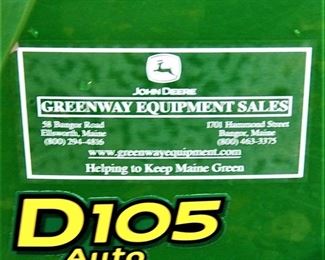 JOHN DEERE
GREENWAY EQUIPMENT SALES
58 Bangor Road
Ellsworth, Maine
(800) 294-4816
1701 Hammond Street
Bangor, Maine
(800) 463-3375
www.greenwayequipment.com
Helping to Keep Maine Green
D105
Auto